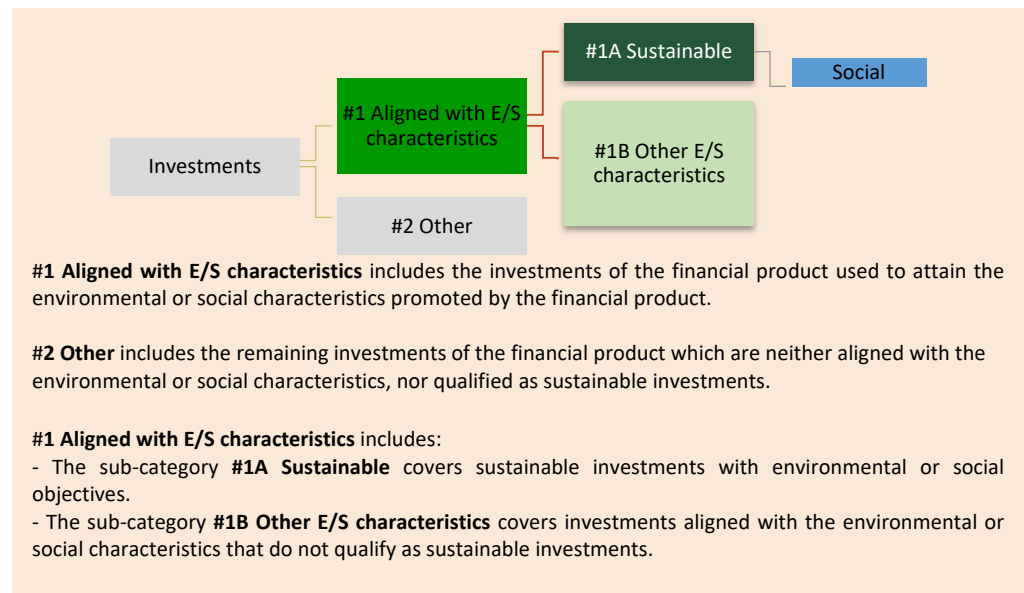 #1A Sustainable
Social
#1 Aligned with E/S
characteristics
Investments
#1B Other E/S
characteristics
#2 Other
#1 Aligned with E/S characteristics includes the investments of the financial product used to attain the
environmental or social characteristics promoted by the financial product.
#2 Other includes the remaining investments of the financial product which are neither aligned with the
environmental or social characteristics, nor qualified as sustainable investments.
#1 Aligned with E/S characteristics includes:
- The sub-category #1A Sustainable covers sustainable investments with environmental or social
objectives.
- The sub-category #1B Other E/S characteristics covers investments aligned with the environmental or
social characteristics that do not qualify as sustainable investments.